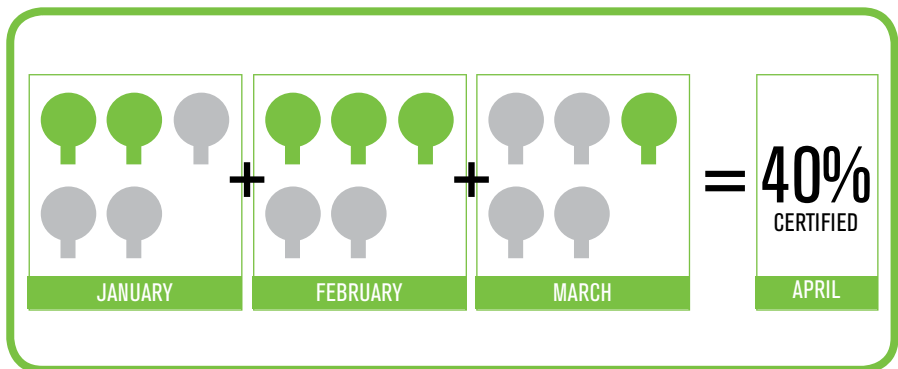 +
+
=
40%
CERTIFIED
JANUARY
FEBRUARY
MARCH
APRIL